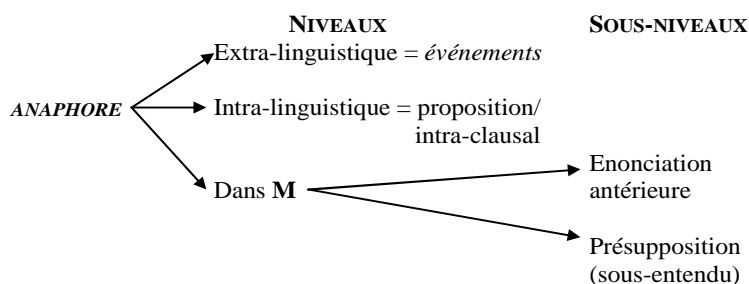 NIVEAUX SOUS-NIVEAUX
Extra-linguistique = événements
ANAPHORE Intra-linguistique = proposition/
intra-clausal
Enonciation
Dans M antérieure
Présupposition
(sous-entendu)